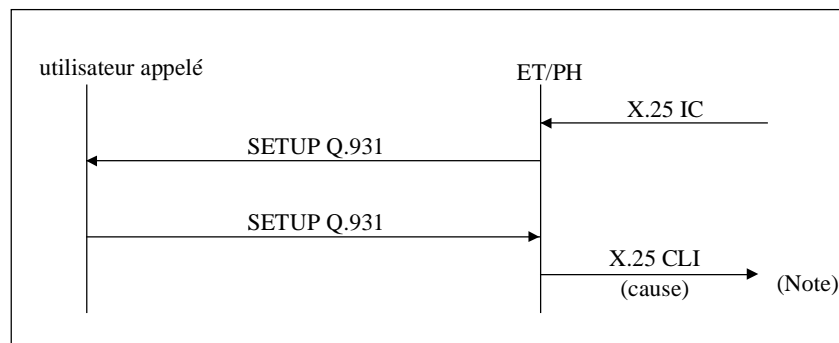 utilisateur appelé
ET/PH
X.25 IC
SETUP Q.931
SETUP Q.931
X.25 CLI
(cause)
(Note)